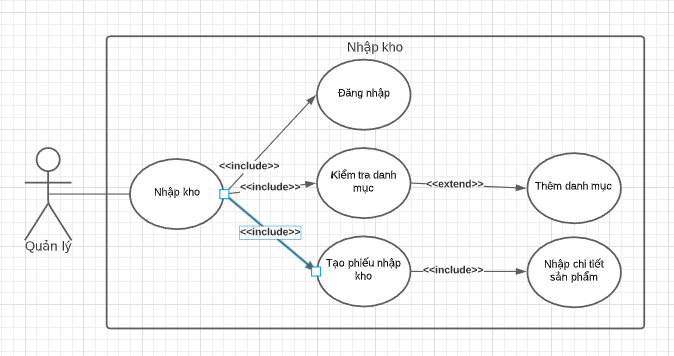 Nhập kho
Đăng nhập
<<include>>
Nhập kho
<<include>>
Kiểm tra danh
mục
<<extend>>
Thêm danh mục
Quản lý
<<include>>
Tạo phiếu nhập
kho
<<include>>
Nhập chi tiết
sản phẩm